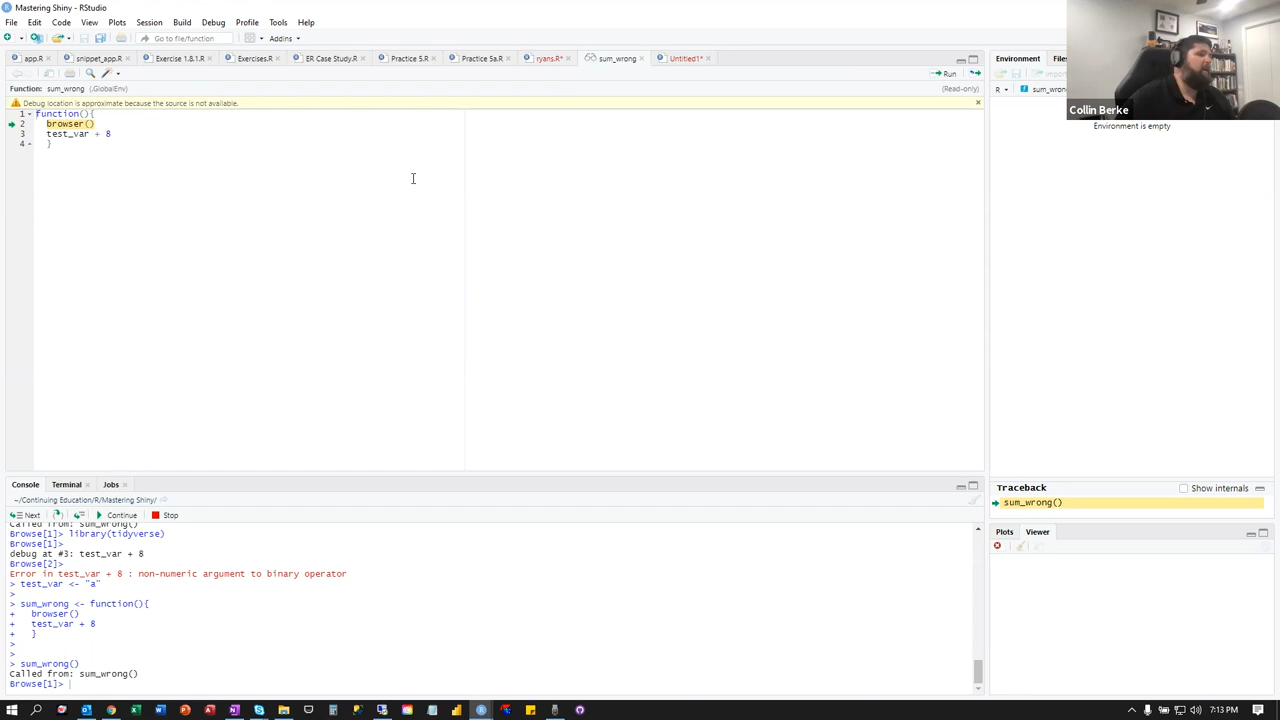 Mastering Shiny - RStudio
File Edit Code View Plots Session Build Debug Profile Tools Help
Go to file/function Addins
app.R snippet_app.R Exercise 1.8.1.R Exercises.R ER Case Study.R Practice 5.R Practice 5a.R ryans.R* sum_wrong Untitled1*
Run
Function: sum_wrong (.GlobalEnv) (Read-only)
Debug location is approximate because the source is not available.
1 function(){
2 browser()
3 test_var + 8
4 }
Environment Files
R sum_wrong
Environment is empty
Collin Berke
Traceback Show internals
sum_wrong()
Plots Viewer
Console Terminal Jobs
~/Continuing Education/R/Mastering Shiny/
Next Continue Stop
Called from: sum_wrong()
Browse[1]> library(tidyverse)
Browse[1]>
debug at #3: test_var + 8
Browse[2]>
Error in test_var + 8 : non-numeric argument to binary operator
> test_var <- "a"
>
> sum_wrong <- function(){
+ browser()
+ test_var + 8
+ }
>
>
> sum_wrong()
Called from: sum_wrong()
Browse[1]>
7:13 PM